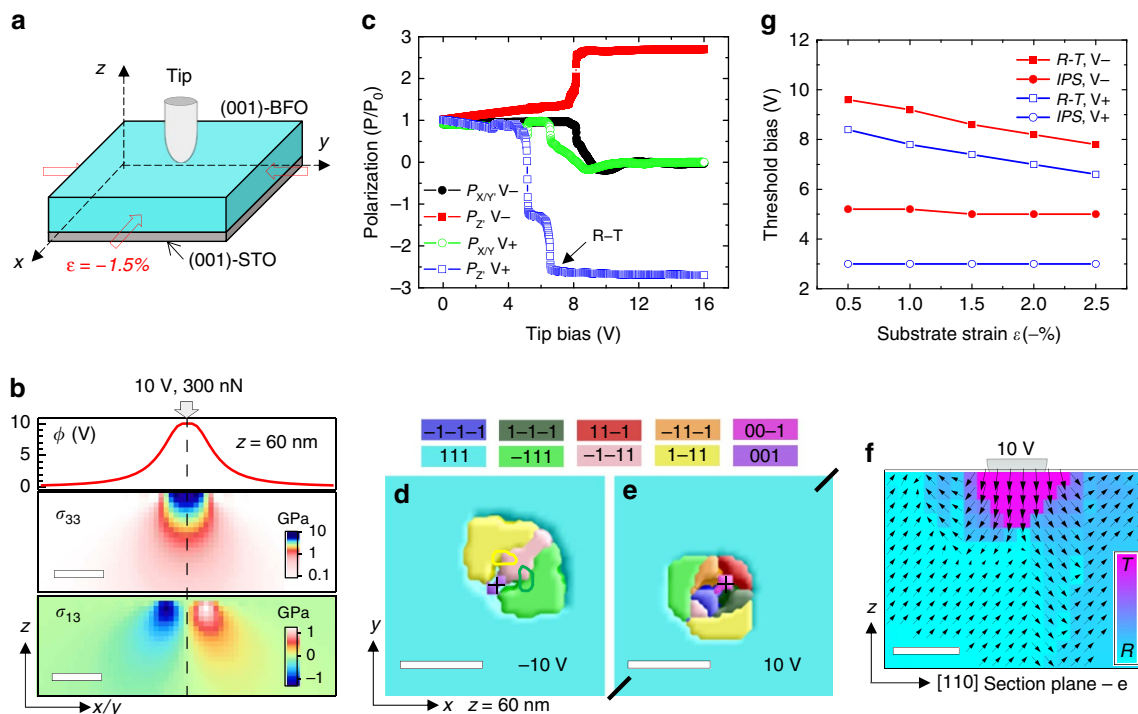 a
z
Tip
(001)-BFO
y
x
ε = −1.5%
(001)-STO
b
10 V, 300 nN
ϕ (V)
z = 60 nm
10
5
0
σ33
GPa
10
1
0.1
σ13
GPa
1
0
−1
z
x/y
c
Polarization (P/P0)
3
2
1
0
−1
−2
−3
PX/Y, V−
PZ, V−
PX/Y, V+
PZ, V+
R–T
0
4
8
12
16
Tip bias (V)
−1−1−1
1−1−1
11−1
−11−1
00−1
111
−111
−1−11
1−11
001
d
−10 V
e
10 V
y
x
z = 60 nm
f
10 V
T
R
z
[110] Section plane – e
g
Threshold bias (V)
12
10
8
6
4
2
R-T, V−
IPS, V−
R-T, V+
IPS, V+
0.5
1.0
1.5
2.0
2.5
Substrate strain ε(−%)